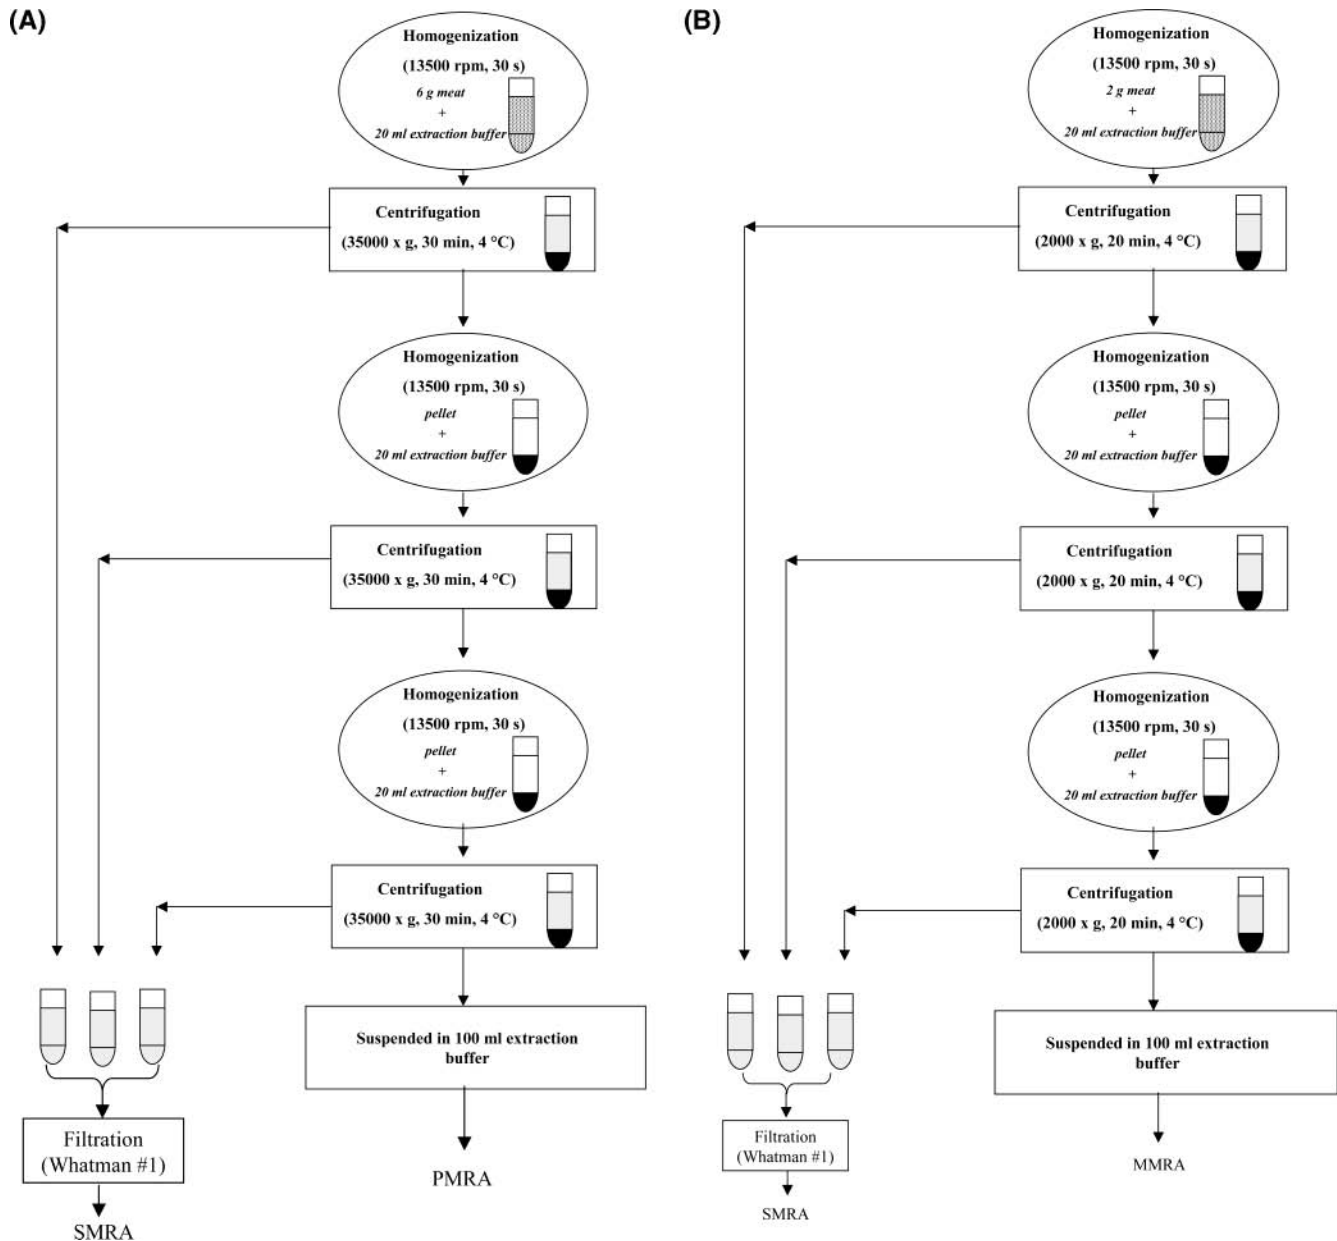 (A)
Homogenization
(13500 rpm, 30 s)
6 g meat
+
20 ml extraction buffer
Centrifugation
(35000 x g, 30 min, 4 °C)
Homogenization
(13500 rpm, 30 s)
pellet
+
20 ml extraction buffer
Centrifugation
(35000 x g, 30 min, 4 °C)
Homogenization
(13500 rpm, 30 s)
pellet
+
20 ml extraction buffer
Centrifugation
(35000 x g, 30 min, 4 °C)
Suspended in 100 ml extraction
buffer
Filtration
(Whatman #1)
PMRA
SMRA
(B)
Homogenization
(13500 rpm, 30 s)
2 g meat
+
20 ml extraction buffer
Centrifugation
(2000 x g, 20 min, 4 °C)
Homogenization
(13500 rpm, 30 s)
pellet
+
20 ml extraction buffer
Centrifugation
(2000 x g, 20 min, 4 °C)
Homogenization
(13500 rpm, 30 s)
pellet
+
20 ml extraction buffer
Centrifugation
(2000 x g, 20 min, 4 °C)
Suspended in 100 ml extraction
buffer
Filtration
(Whatman #1)
MMRA
SMRA